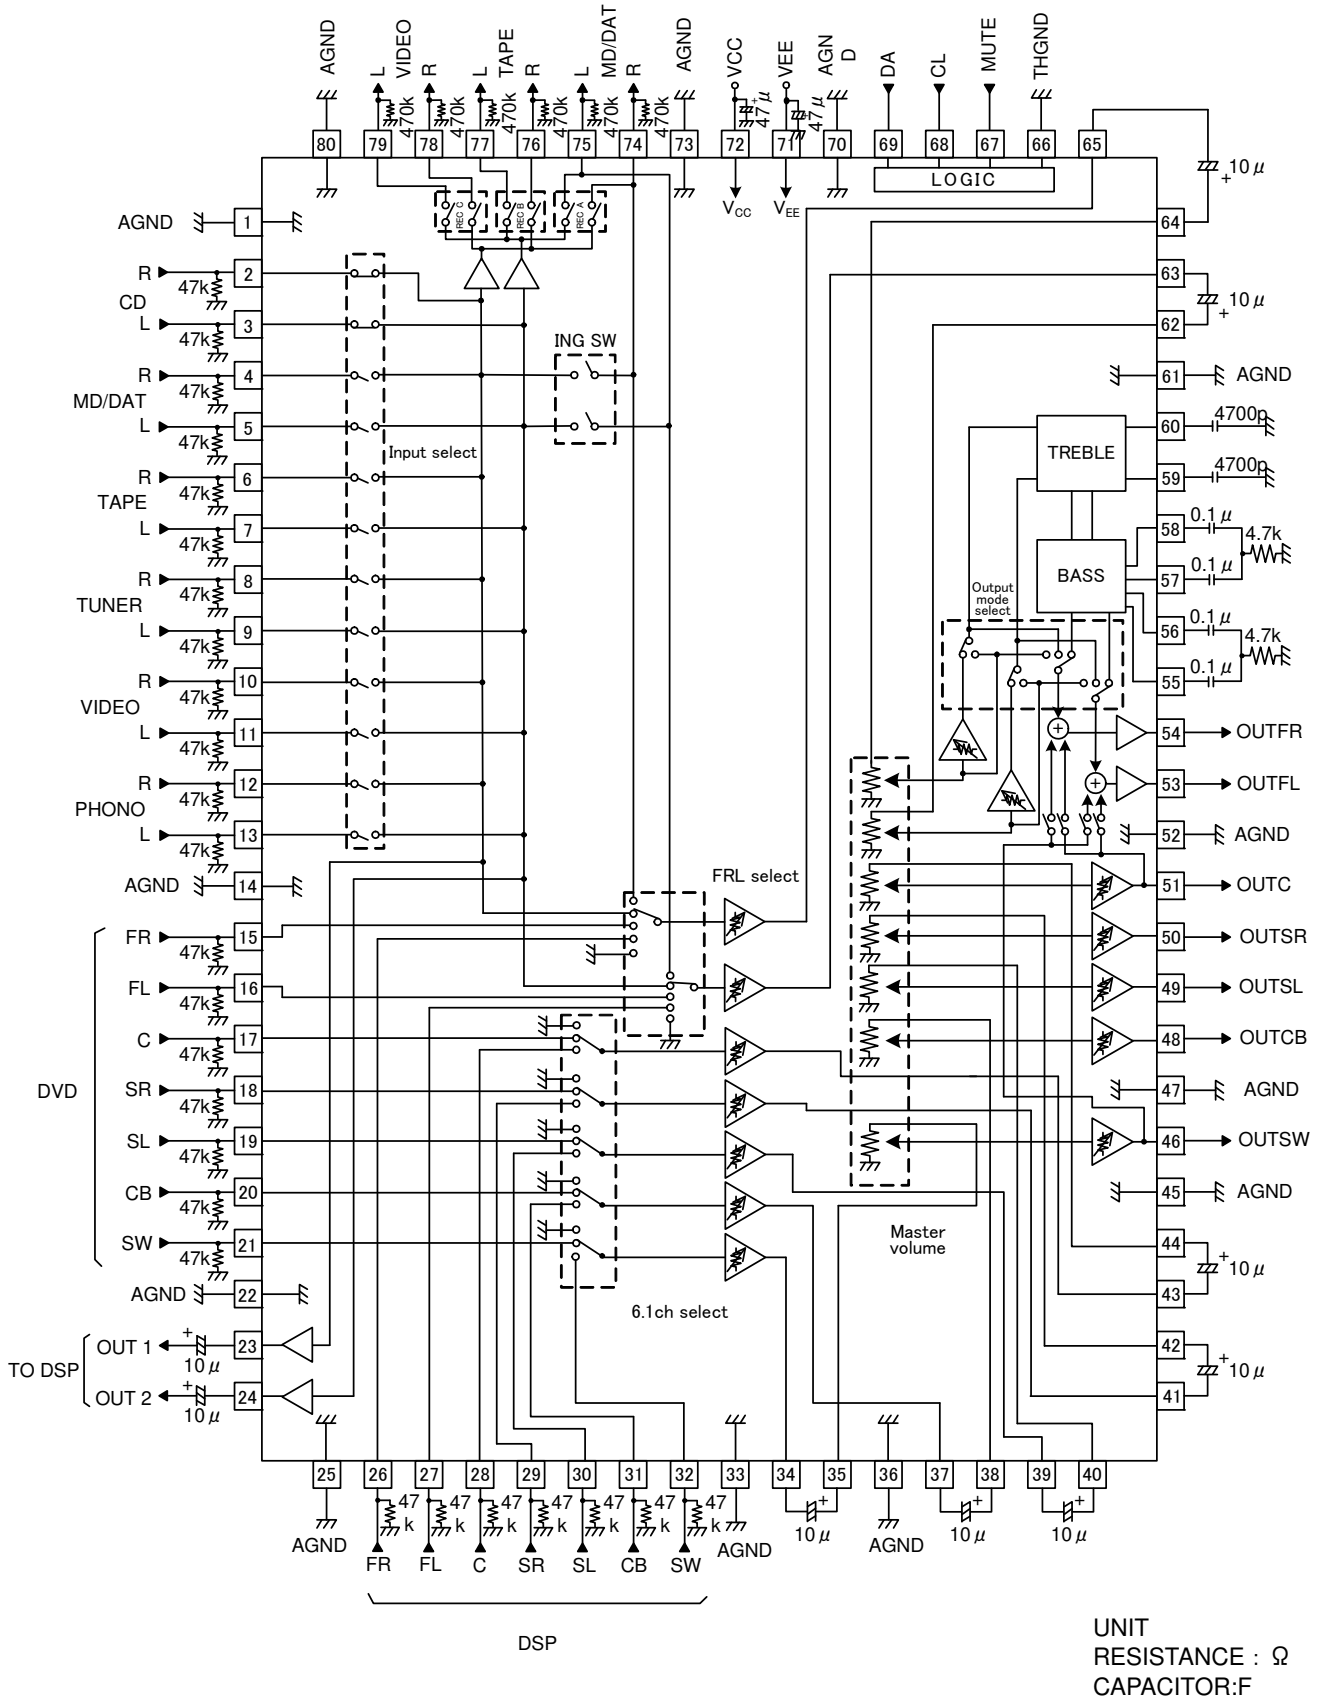 AGND
L
VIDEO
R
L
TAPE
R
L
MD/DAT
R
AGND
VCC
VEE
AGN
D
DA
CL
MUTE
THGND
470k
470k
470k
470k
470k
470k
47μ
47μ
80 79 78 77 76 75 74 73 72 71 70 69 68 67 66 65
10μ
+
LOGIC
VCC
VEE
REC C
REC B
REC A
AGND 1
64
R 2
47k
CD
63
L 3
47k
62
10μ
+
ING SW
R 4
47k
MD/DAT
61 AGND
L 5
47k
Input select
TREBLE
60 4700p
R 6
47k
TAPE
59 4700p
L 7
47k
58 0.1μ
4.7k
R 8
47k
TUNER
BASS
57 0.1μ
Output
mode
select
L 9
47k
56 0.1μ
4.7k
R 10
47k
VIDEO
55 0.1μ
L 11
47k
54 OUTFR
R 12
47k
PHONO
53 OUTFL
L 13
47k
52 AGND
AGND 14
FRL select
51 OUTC
FR 15
47k
50 OUTSR
FL 16
47k
49 OUTSL
C 17
47k
48 OUTCB
DVD
SR 18
47k
47 AGND
SL 19
47k
46 OUTSW
CB 20
47k
45 AGND
Master
volume
SW 21
47k
44
+
10μ
AGND 22
43
6.1ch select
TO DSP
OUT 1
+
10μ
23
42
+
10μ
OUT 2
+
10μ
24
41
25 26 27 28 29 30 31 32 33 34 35 36 37 38 39 40
47
k
47
k
47
k
47
k
47
k
47
k
47
k
+
10μ
+
10μ
+
10μ
AGND
FR
FL
C
SR
SL
CB
SW
AGND
AGND
DSP
UNIT
RESISTANCE : Ω
CAPACITOR:F